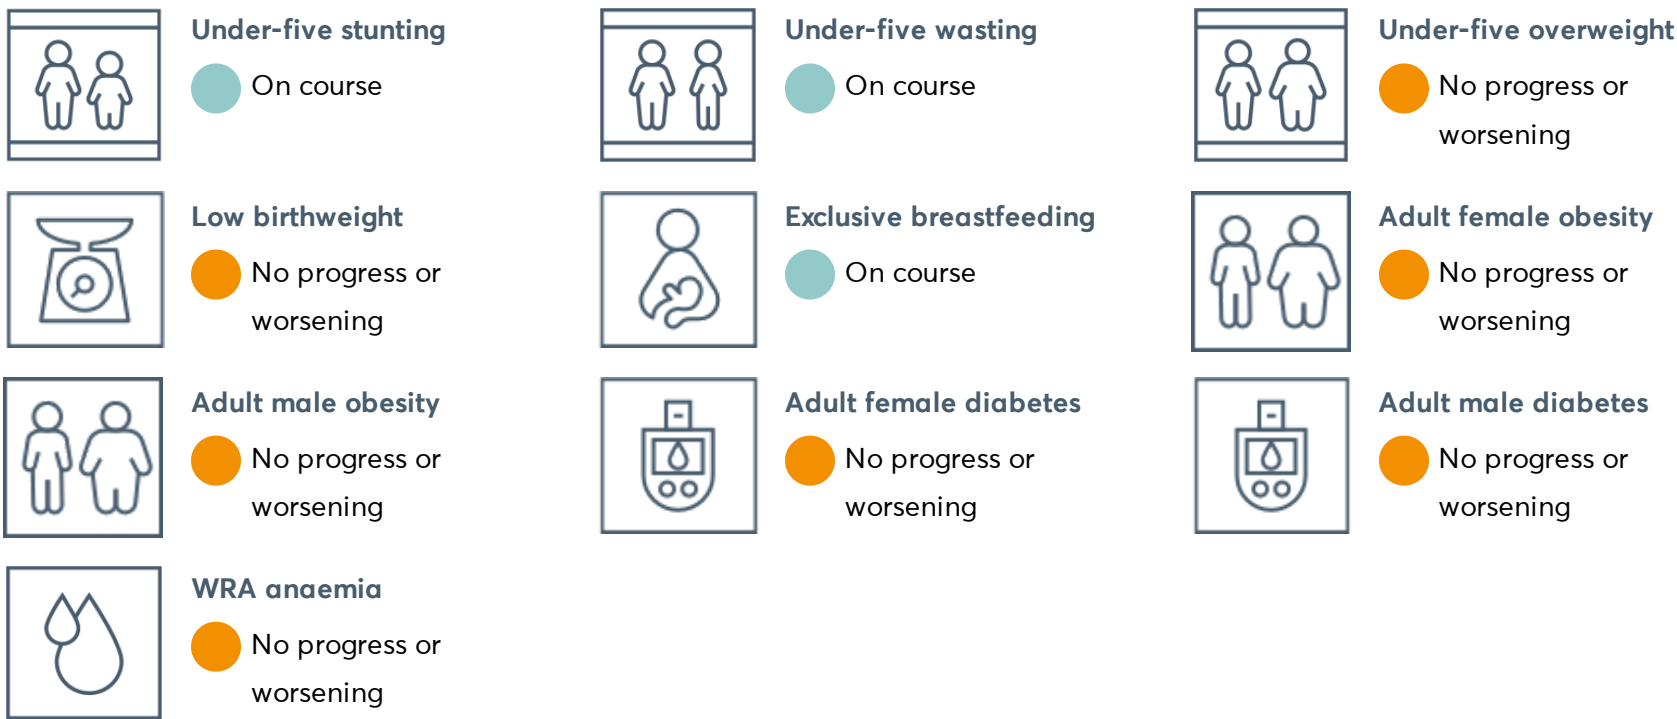 Under-five stunting
On course
Under-five wasting
On course
Under-five overweight
No progress or
worsening
Low birthweight
No progress or
worsening
Exclusive breastfeeding
On course
Adult female obesity
No progress or
worsening
Adult male obesity
No progress or
worsening
Adult female diabetes
No progress or
worsening
Adult male diabetes
No progress or
worsening
WRA anaemia
No progress or
worsening